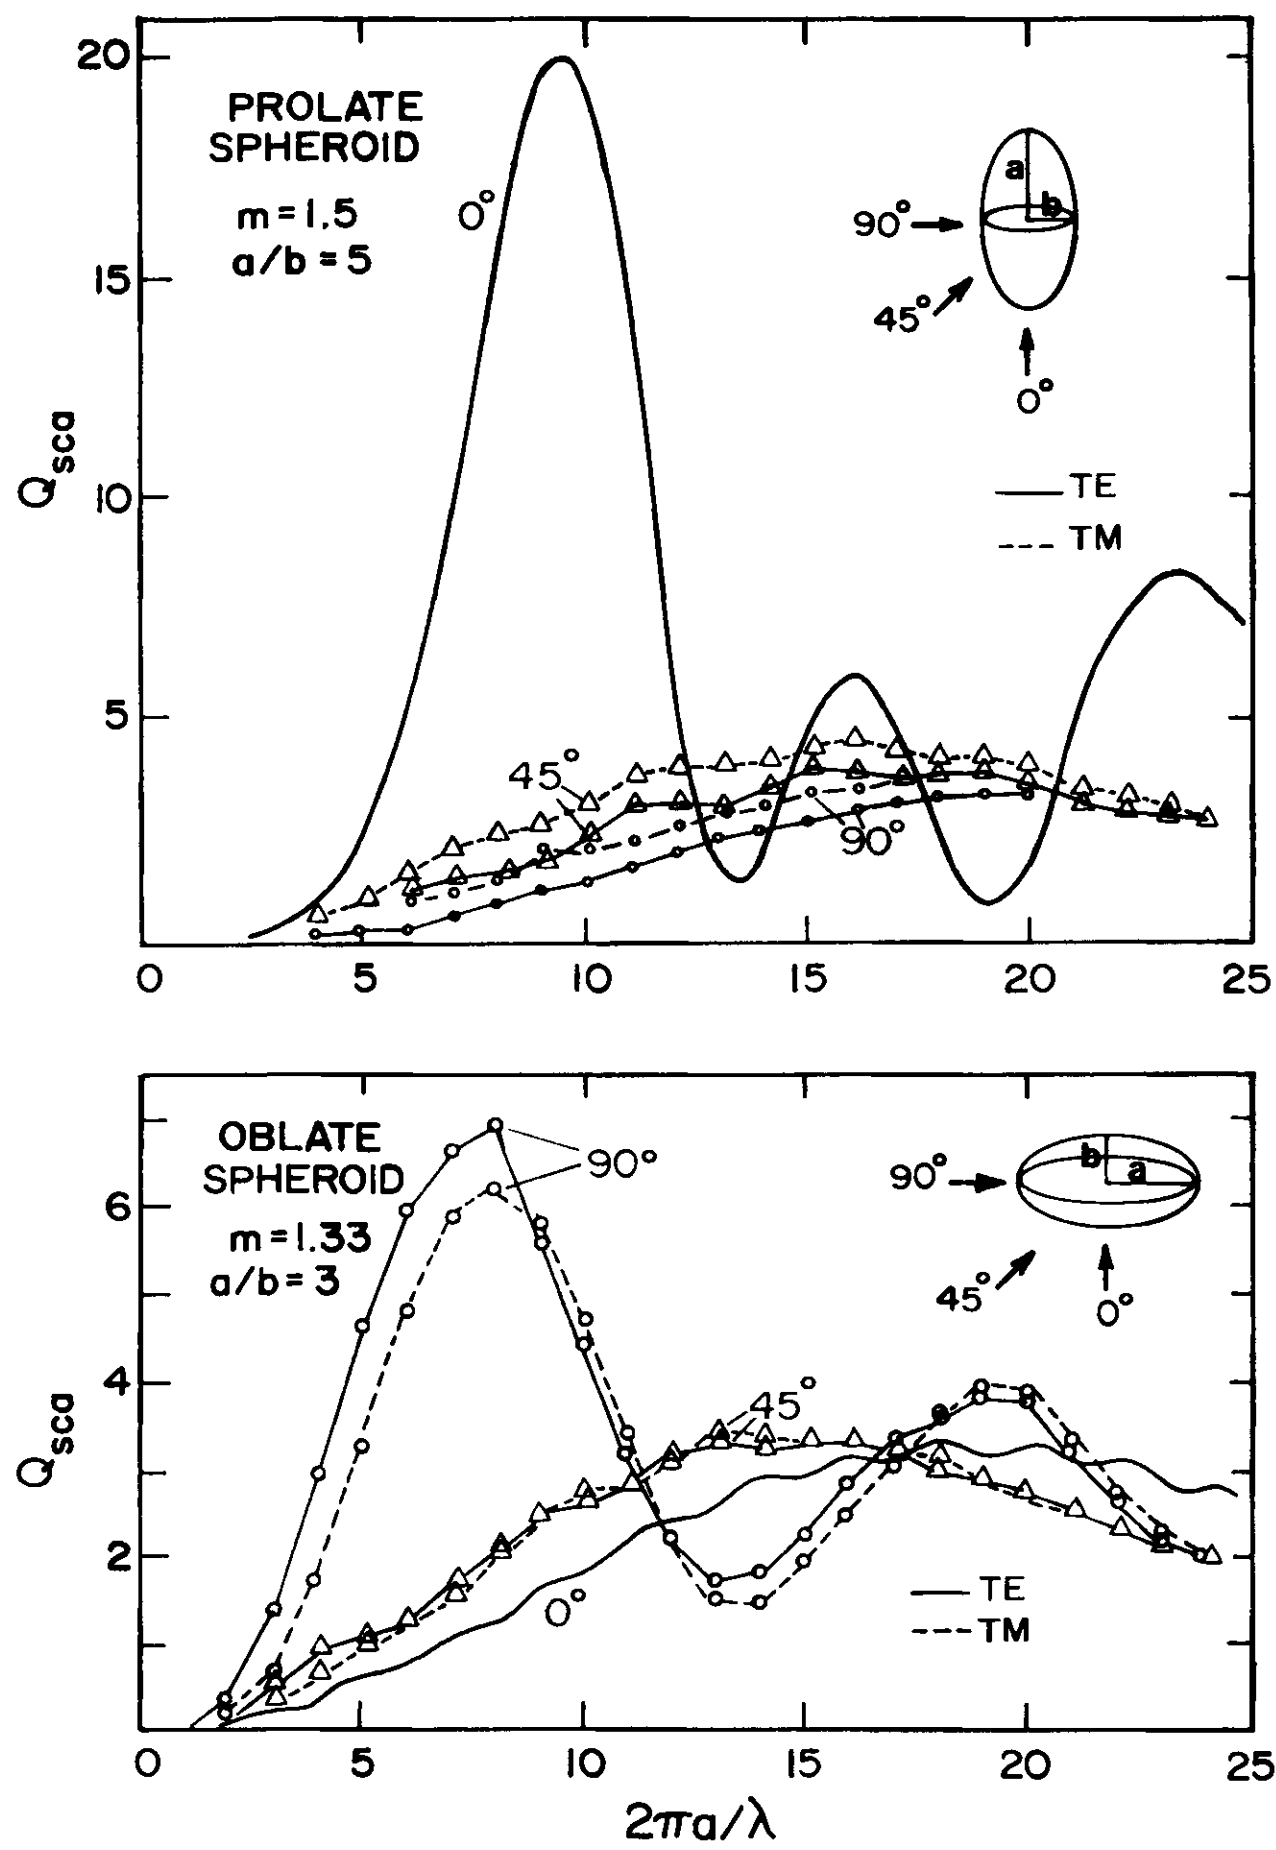 20
PROLATE
SPHEROID
m = 1.5
a/b = 5
0°
a
b
90°
45°
0°
15
Qsca
10
TE
TM
5
45°
90°
0 5 10 15 20 25
OBLATE
SPHEROID
m = 1.33
a/b = 3
90°
90°
b
a
45°
0°
6
Qsca
4
45°
2
0°
TE
TM
0 5 10 15 20 25
2πa/λ